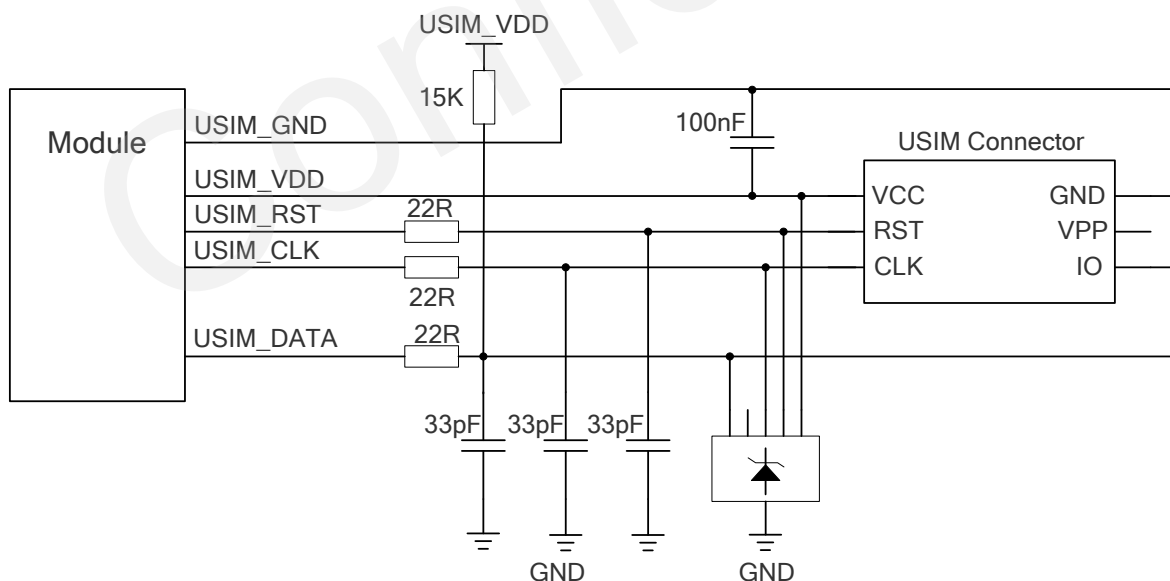 USIM_VDD
15K
Module
USIM_GND
100nF
USIM Connector
USIM_VDD
VCC
GND
USIM_RST
22R
RST
VPP
USIM_CLK
22R
CLK
IO
USIM_DATA
22R
33pF
33pF
33pF
GND
GND